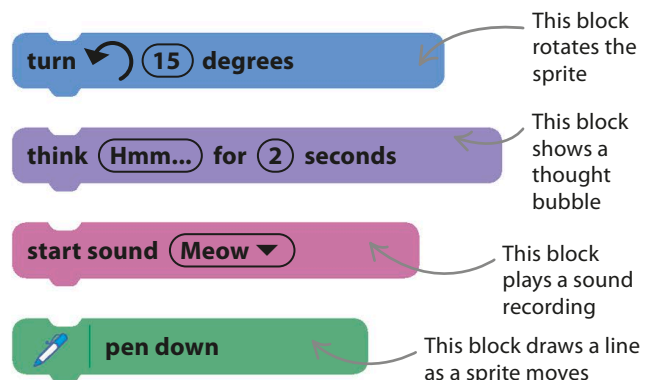 turn 15 degrees
This block
rotates the
sprite
think Hmm... for 2 seconds
This block
shows a
thought
bubble
start sound Meow
This block
plays a sound
recording
pen down
This block draws a line
as a sprite moves